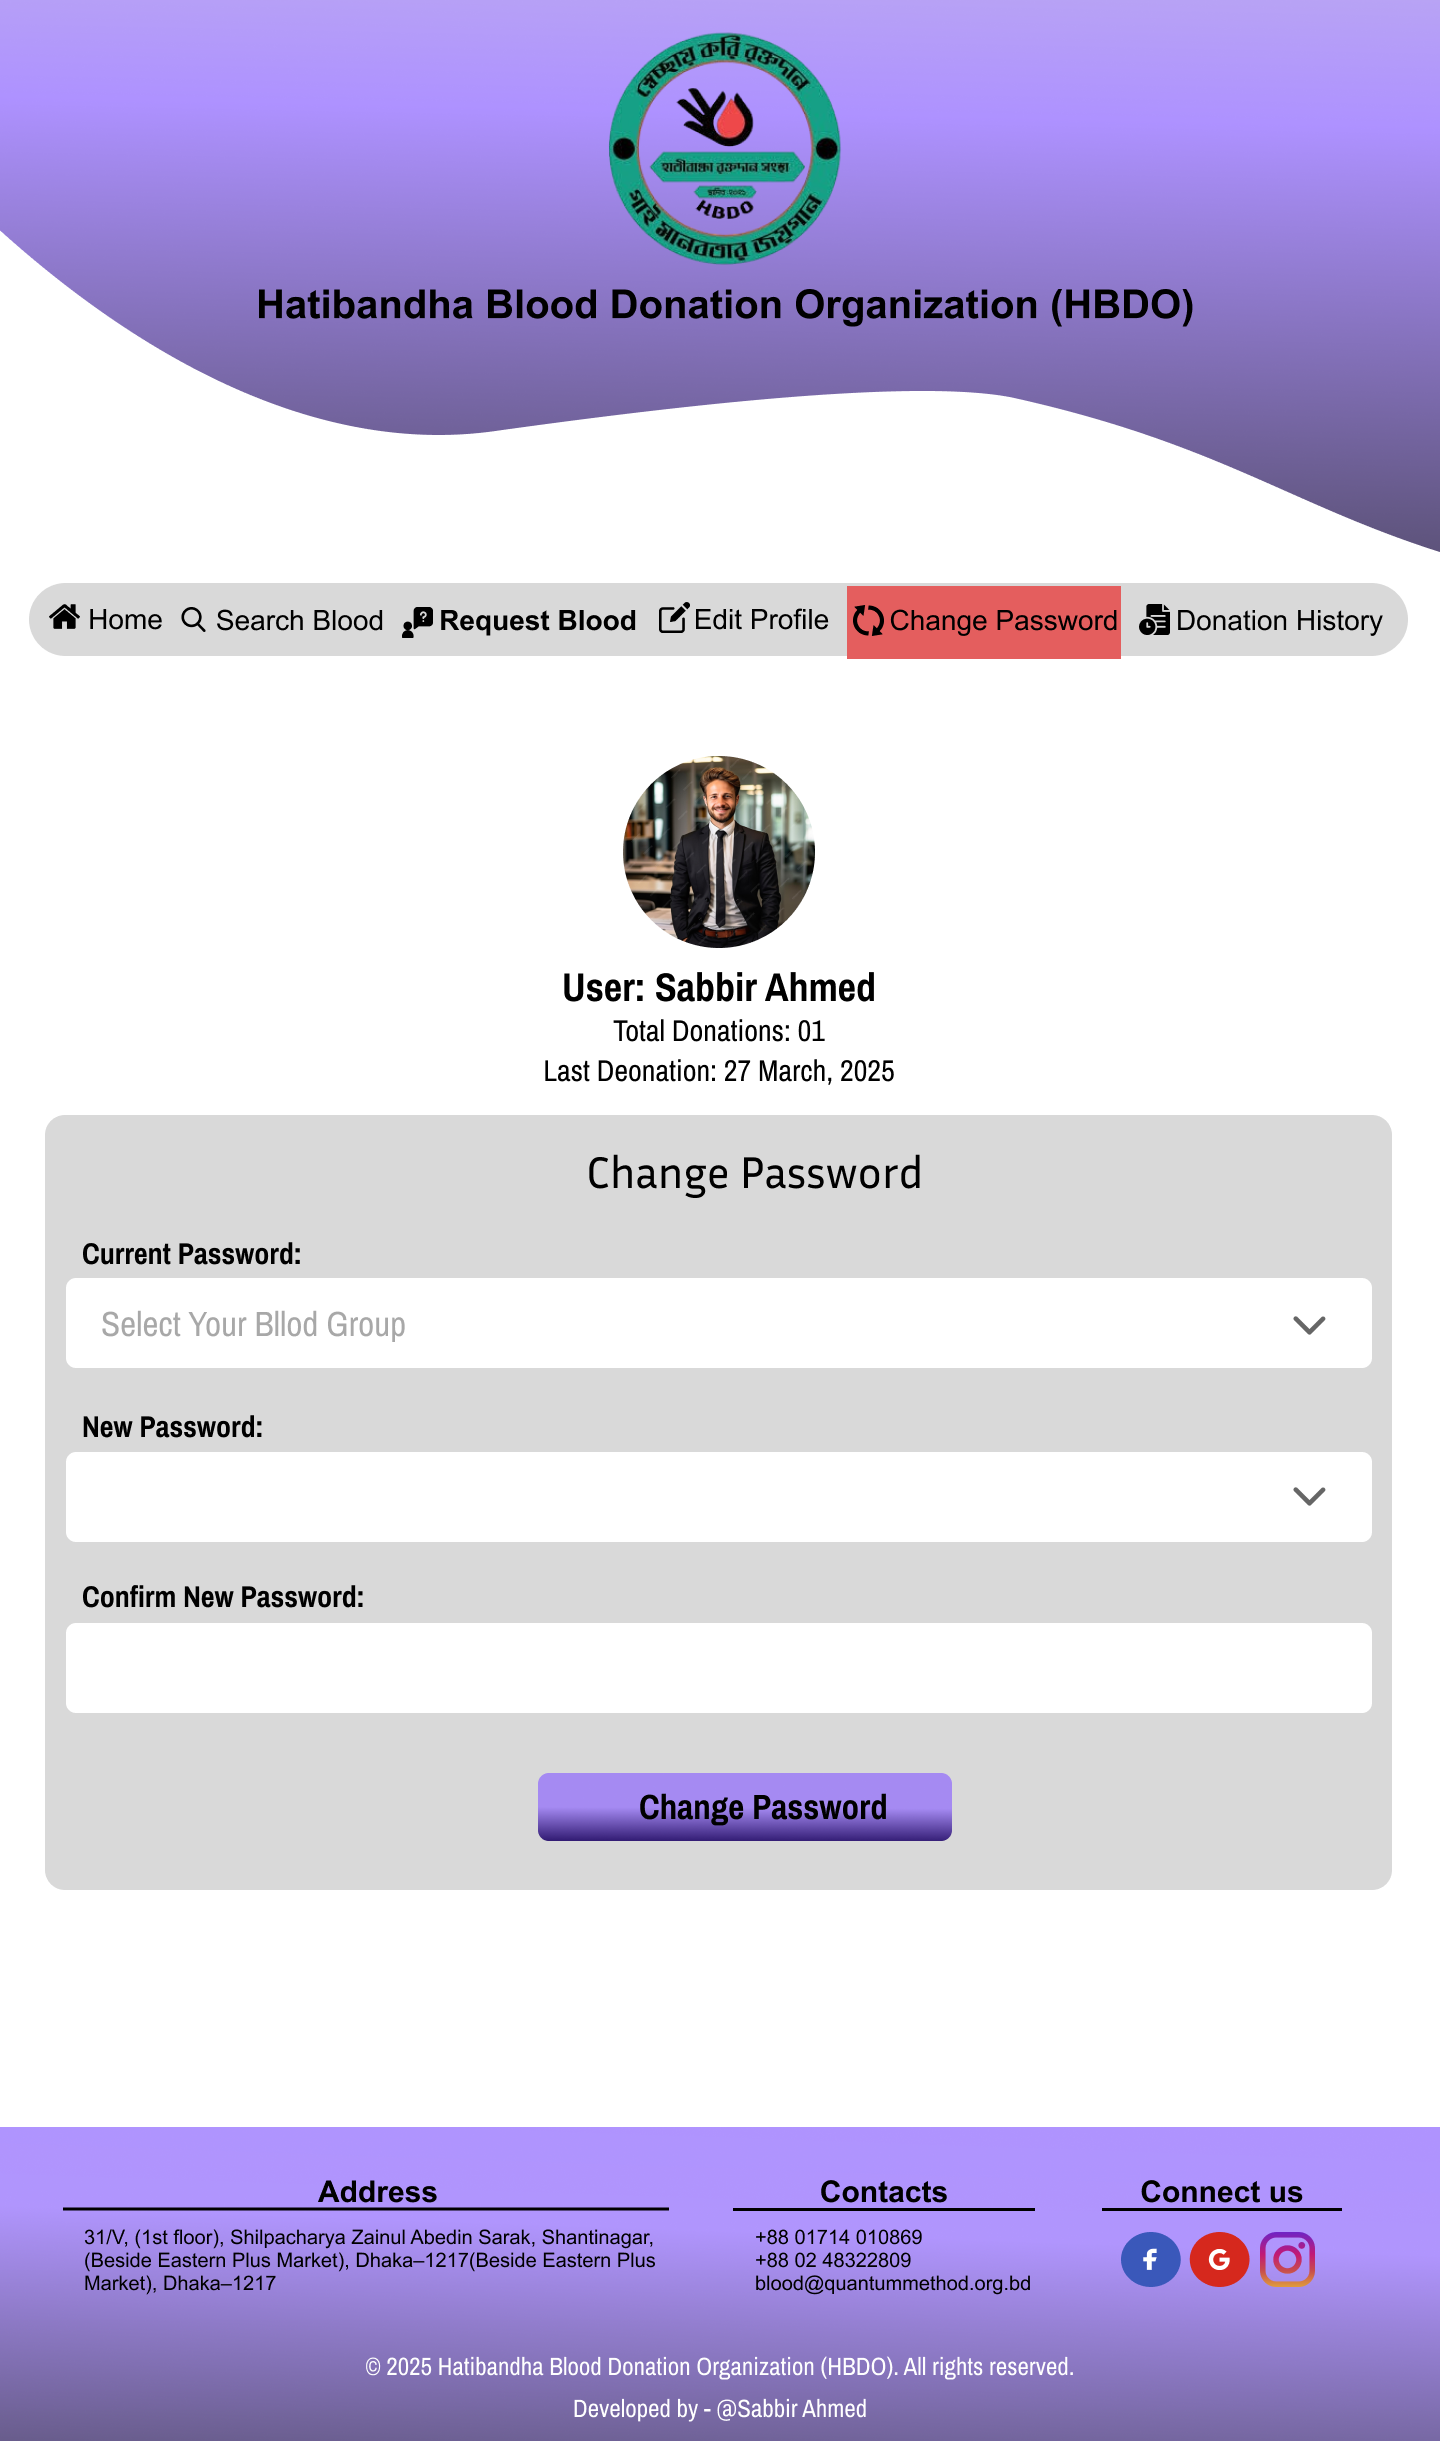 স্বেচ্ছায় করি রক্তদান
হাতীবান্ধা রক্তদান সংস্থা
স্থাপিত :২০২১
HBDO
গাই মানবতার জয়গান
Hatibandha Blood Donation Organization (HBDO)
Home Search Blood Request Blood Edit Profile Change Password Donation History
User: Sabbir Ahmed
Total Donations: 01
Last Deonation: 27 March, 2025
Change Password
Current Password:
Select Your Bllod Group
New Password:
Confirm New Password:
Change Password
Address
31/V, (1st floor), Shilpacharya Zainul Abedin Sarak, Shantinagar,
(Beside Eastern Plus Market), Dhaka–1217(Beside Eastern Plus
Market), Dhaka–1217
Contacts
+88 01714 010869
+88 02 48322809
blood@quantummethod.org.bd
Connect us
© 2025 Hatibandha Blood Donation Organization (HBDO). All rights reserved.
Developed by - @Sabbir Ahmed